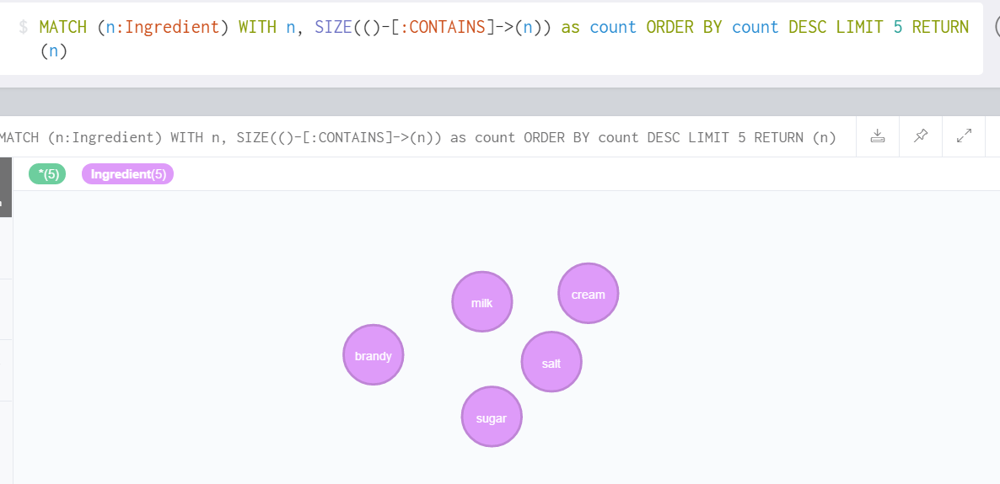 $ MATCH (n:Ingredient) WITH n, SIZE(()-[:CONTAINS]->(n)) as count ORDER BY count DESC LIMIT 5 RETURN
(n)
MATCH (n:Ingredient) WITH n, SIZE(()-[:CONTAINS]->(n)) as count ORDER BY count DESC LIMIT 5 RETURN (n)
*(5) Ingredient(5)
cream
milk
brandy
salt
sugar